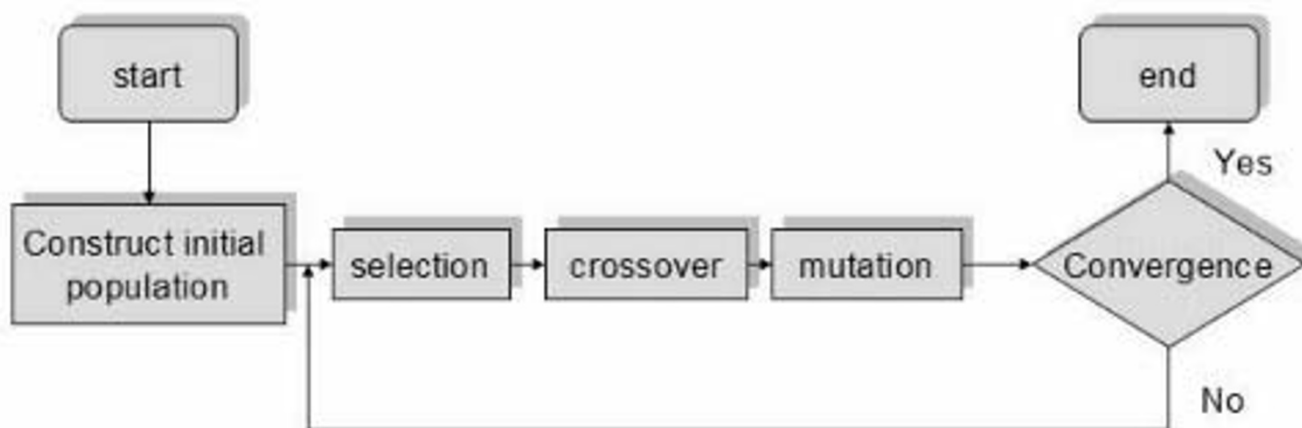 start
end
Yes
Construct initial
population
selection
crossover
mutation
Convergence
No